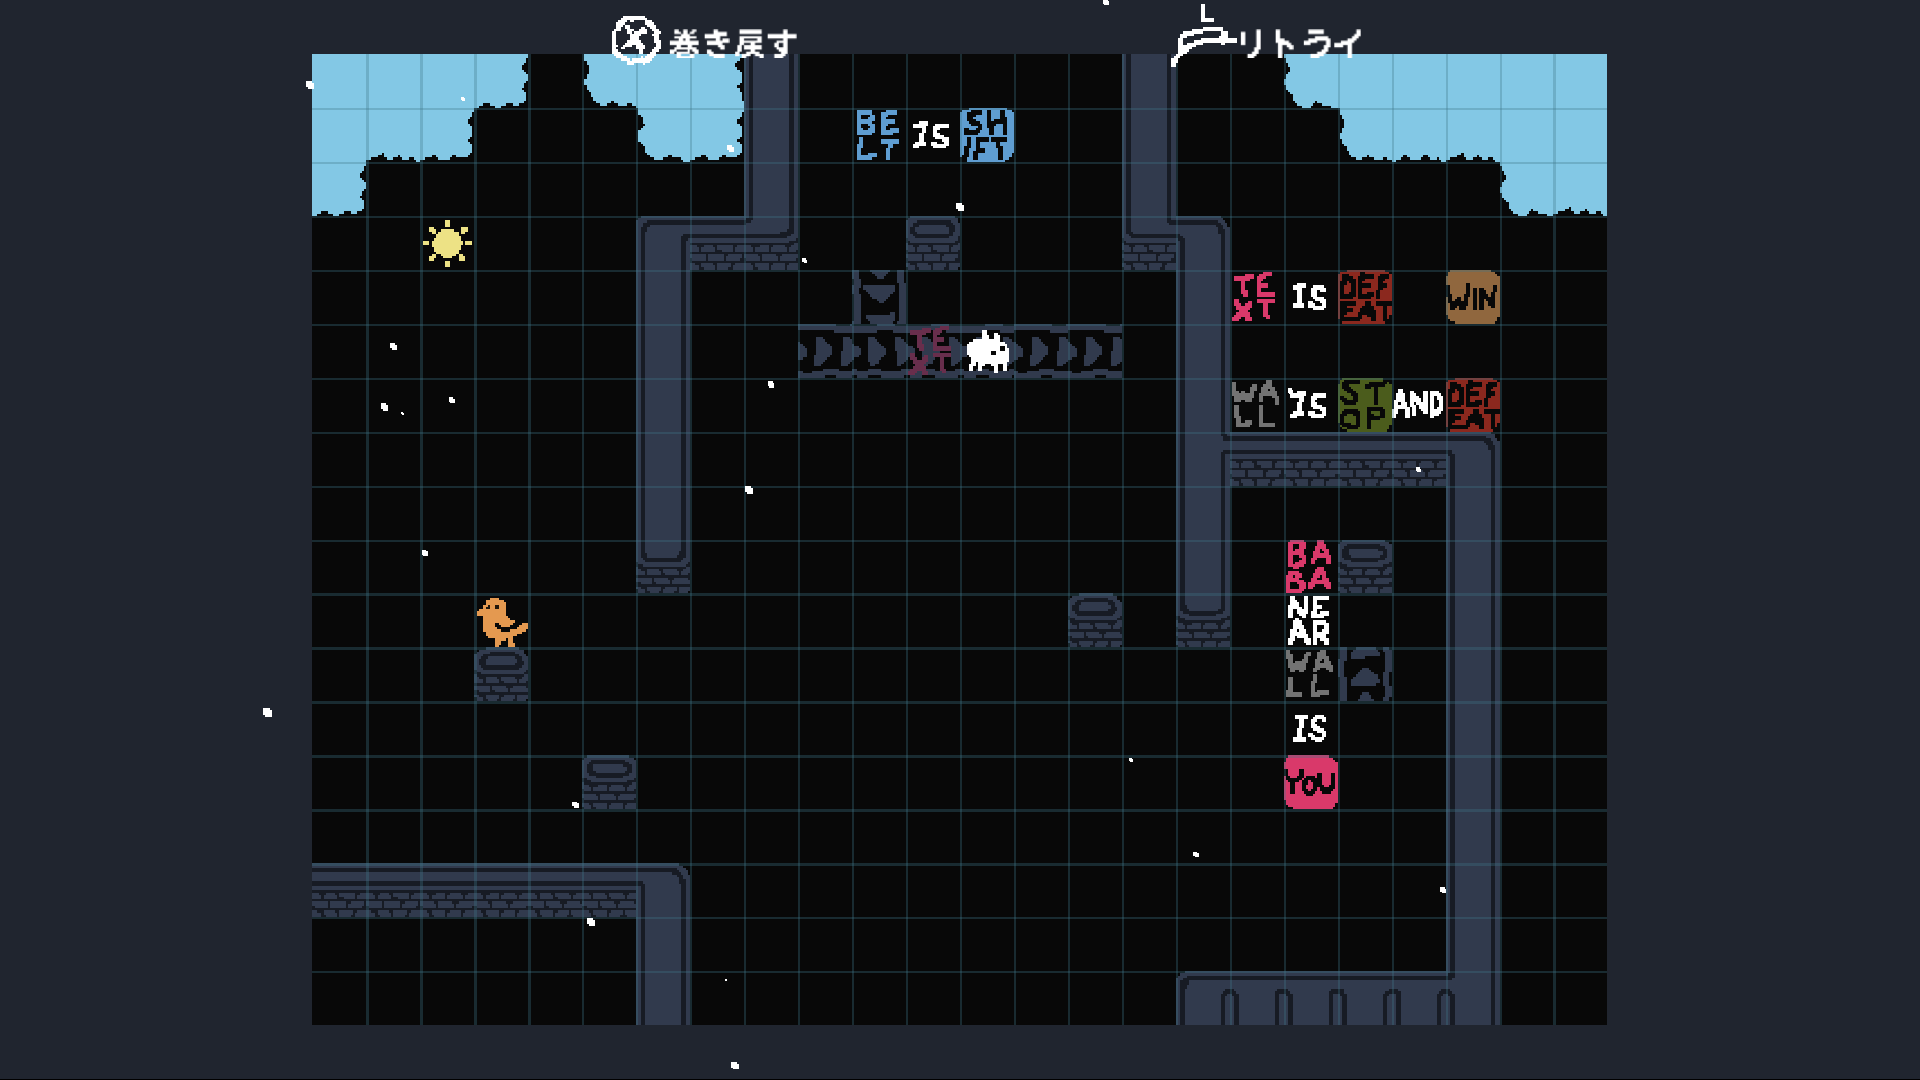 X 巻き戻す
L リトライ
BELT IS SHIFT
TEXT IS DEFEAT WIN
TEXT
WALL IS STOP AND DEFEAT
BABA
NEAR
WALL
IS
YOU